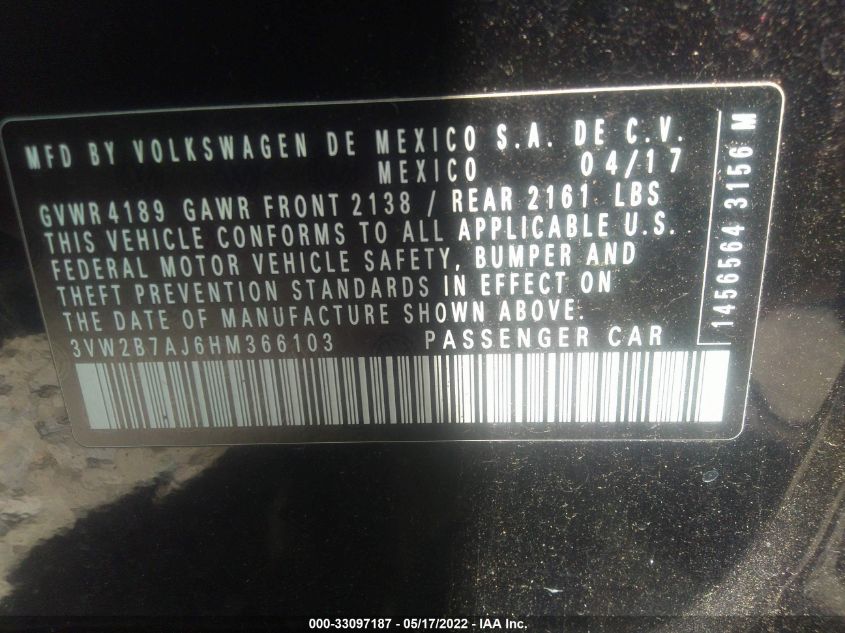 MFD BY VOLKSWAGEN DE MEXICO S.A. DE C.V.
MEXICO 04/17
GVWR 4189 GAWR FRONT 2138 / REAR 2161 LBS
THIS VEHICLE CONFORMS TO ALL APPLICABLE U.S.
FEDERAL MOTOR VEHICLE SAFETY, BUMPER AND
THEFT PREVENTION STANDARDS IN EFFECT ON
THE DATE OF MANUFACTURE SHOWN ABOVE.
3VW2B7AJ6HM366103 PASSENGER CAR
1456564 3156 M
000-33097187 - 05/17/2022 - IAA Inc.